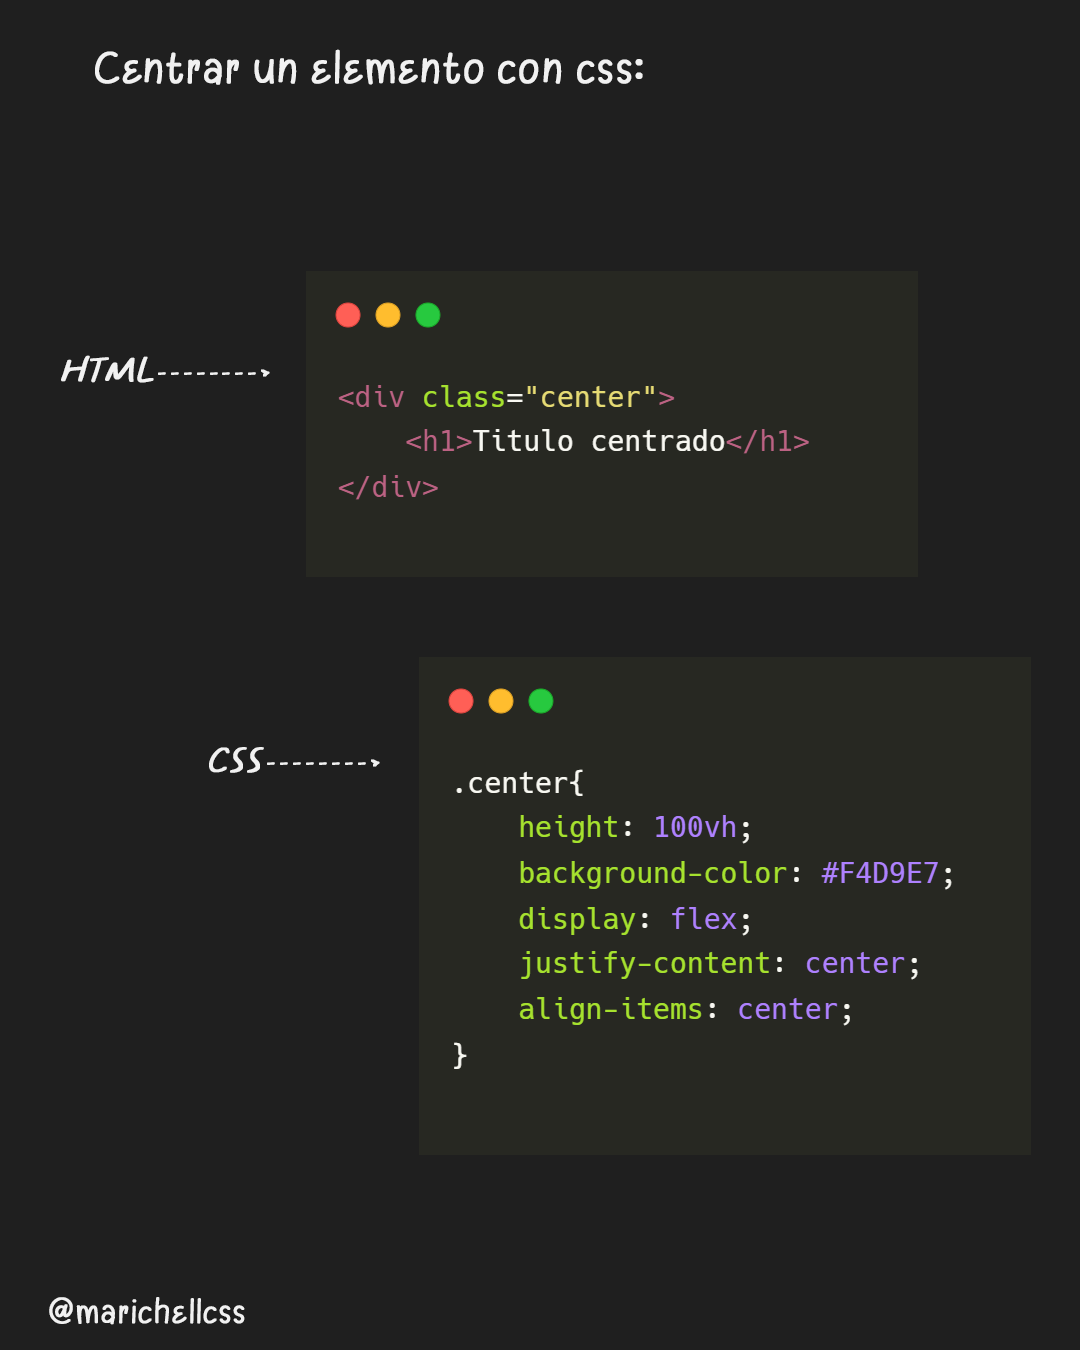 Centrar un elemento con css:
HTML
<div class="center">
    <h1>Titulo centrado</h1>
</div>
CSS
.center{
    height: 100vh;
    background-color: #F4D9E7;
    display: flex;
    justify-content: center;
    align-items: center;
}
@marichellcss